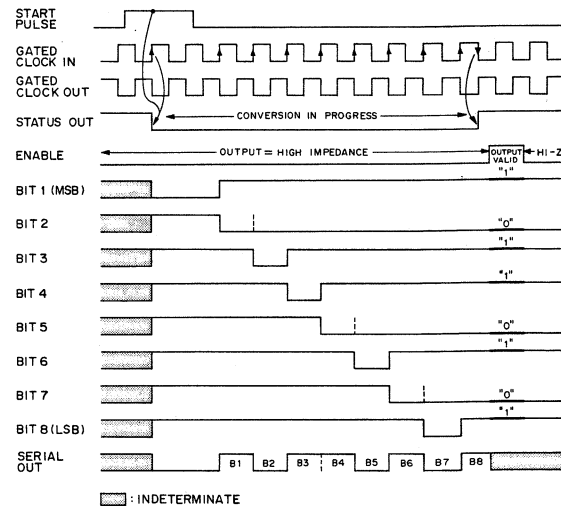 START
PULSE
GATED
CLOCK IN
GATED
CLOCK OUT
STATUS OUT
CONVERSION IN PROGRESS
ENABLE
OUTPUT = HIGH IMPEDANCE
OUTPUT
VALID
HI-Z
BIT 1 (MSB)
"1"
BIT 2
"0"
BIT 3
"1"
BIT 4
"1"
BIT 5
"0"
BIT 6
"1"
BIT 7
"0"
BIT 8 (LSB)
"1"
SERIAL
OUT
B1 B2 B3 B4 B5 B6 B7 B8
: INDETERMINATE